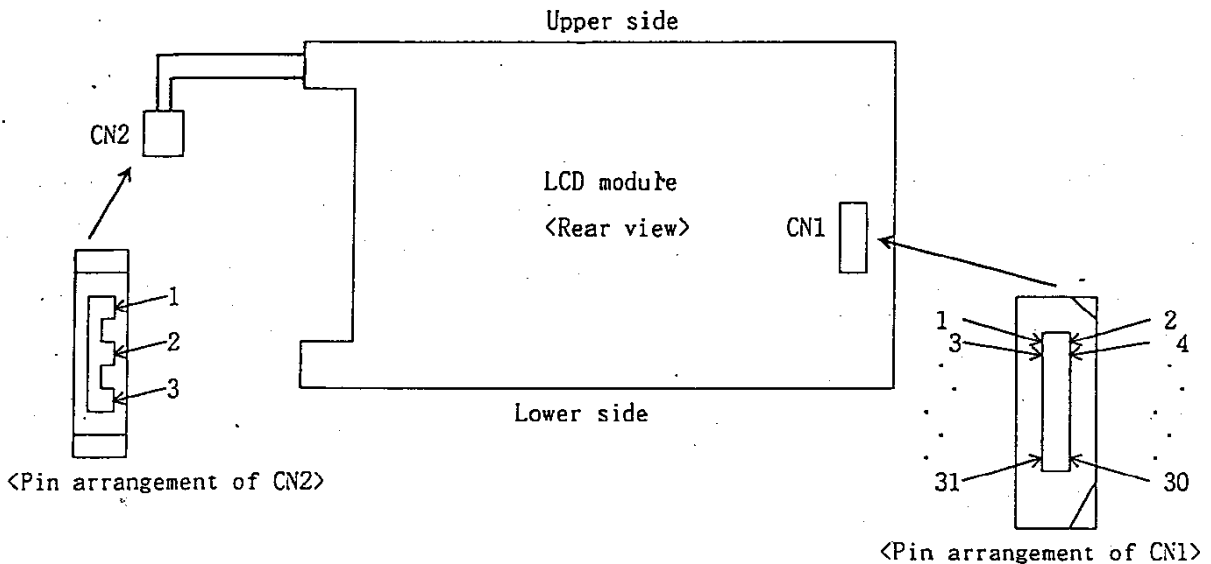 Upper side
CN2
LCD module
<Rear view>
CN1
1
2
3
1
2
3
4
31
30
Lower side
<Pin arrangement of CN2>
<Pin arrangement of CN1>